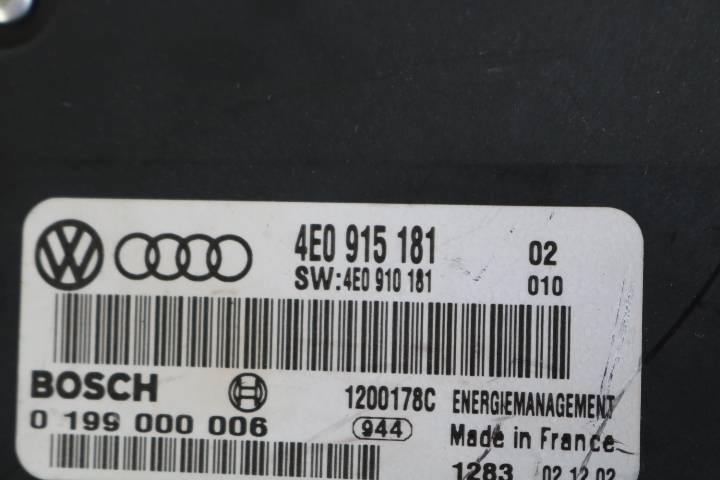 4E0 915 181 02
SW:4E0 910 181 010
BOSCH 1200178C ENERGIEMANAGEMENT
0 199 000 006 944 Made in France
1283 02.12.02